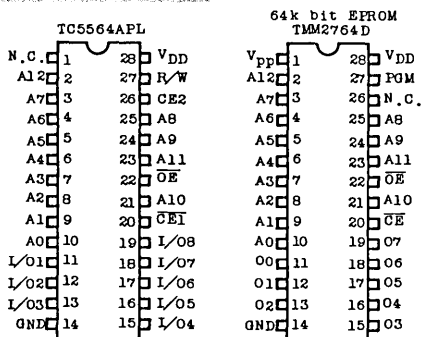 TC5564APL
N.C. 1 28 VDD
A12 2 27 R/W
A7 3 26 CE2
A6 4 25 A8
A5 5 24 A9
A4 6 23 A11
A3 7 22 OE
A2 8 21 A10
A1 9 20 CE1
A0 10 19 I/O8
I/O1 11 18 I/O7
I/O2 12 17 I/O6
I/O3 13 16 I/O5
GND 14 15 I/O4
64k bit EPROM
TMM2764D
Vpp 1 28 VDD
A12 2 27 PGM
A7 3 26 N.C.
A6 4 25 A8
A5 5 24 A9
A4 6 23 A11
A3 7 22 OE
A2 8 21 A10
A1 9 20 CE
A0 10 19 O7
O0 11 18 O6
O1 12 17 O5
O2 13 16 O4
GND 14 15 O3